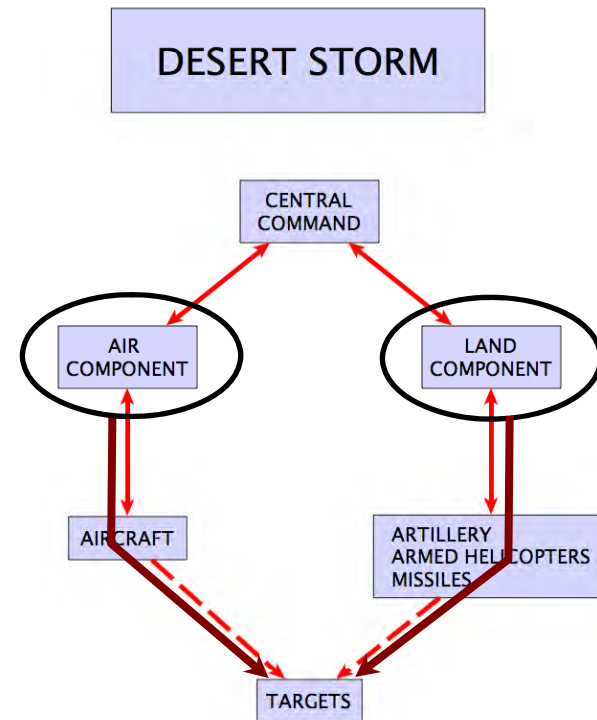 DESERT STORM
CENTRAL
COMMAND
AIR
COMPONENT
LAND
COMPONENT
AIRCRAFT
ARTILLERY
ARMED HELICOPTERS
MISSILES
TARGETS